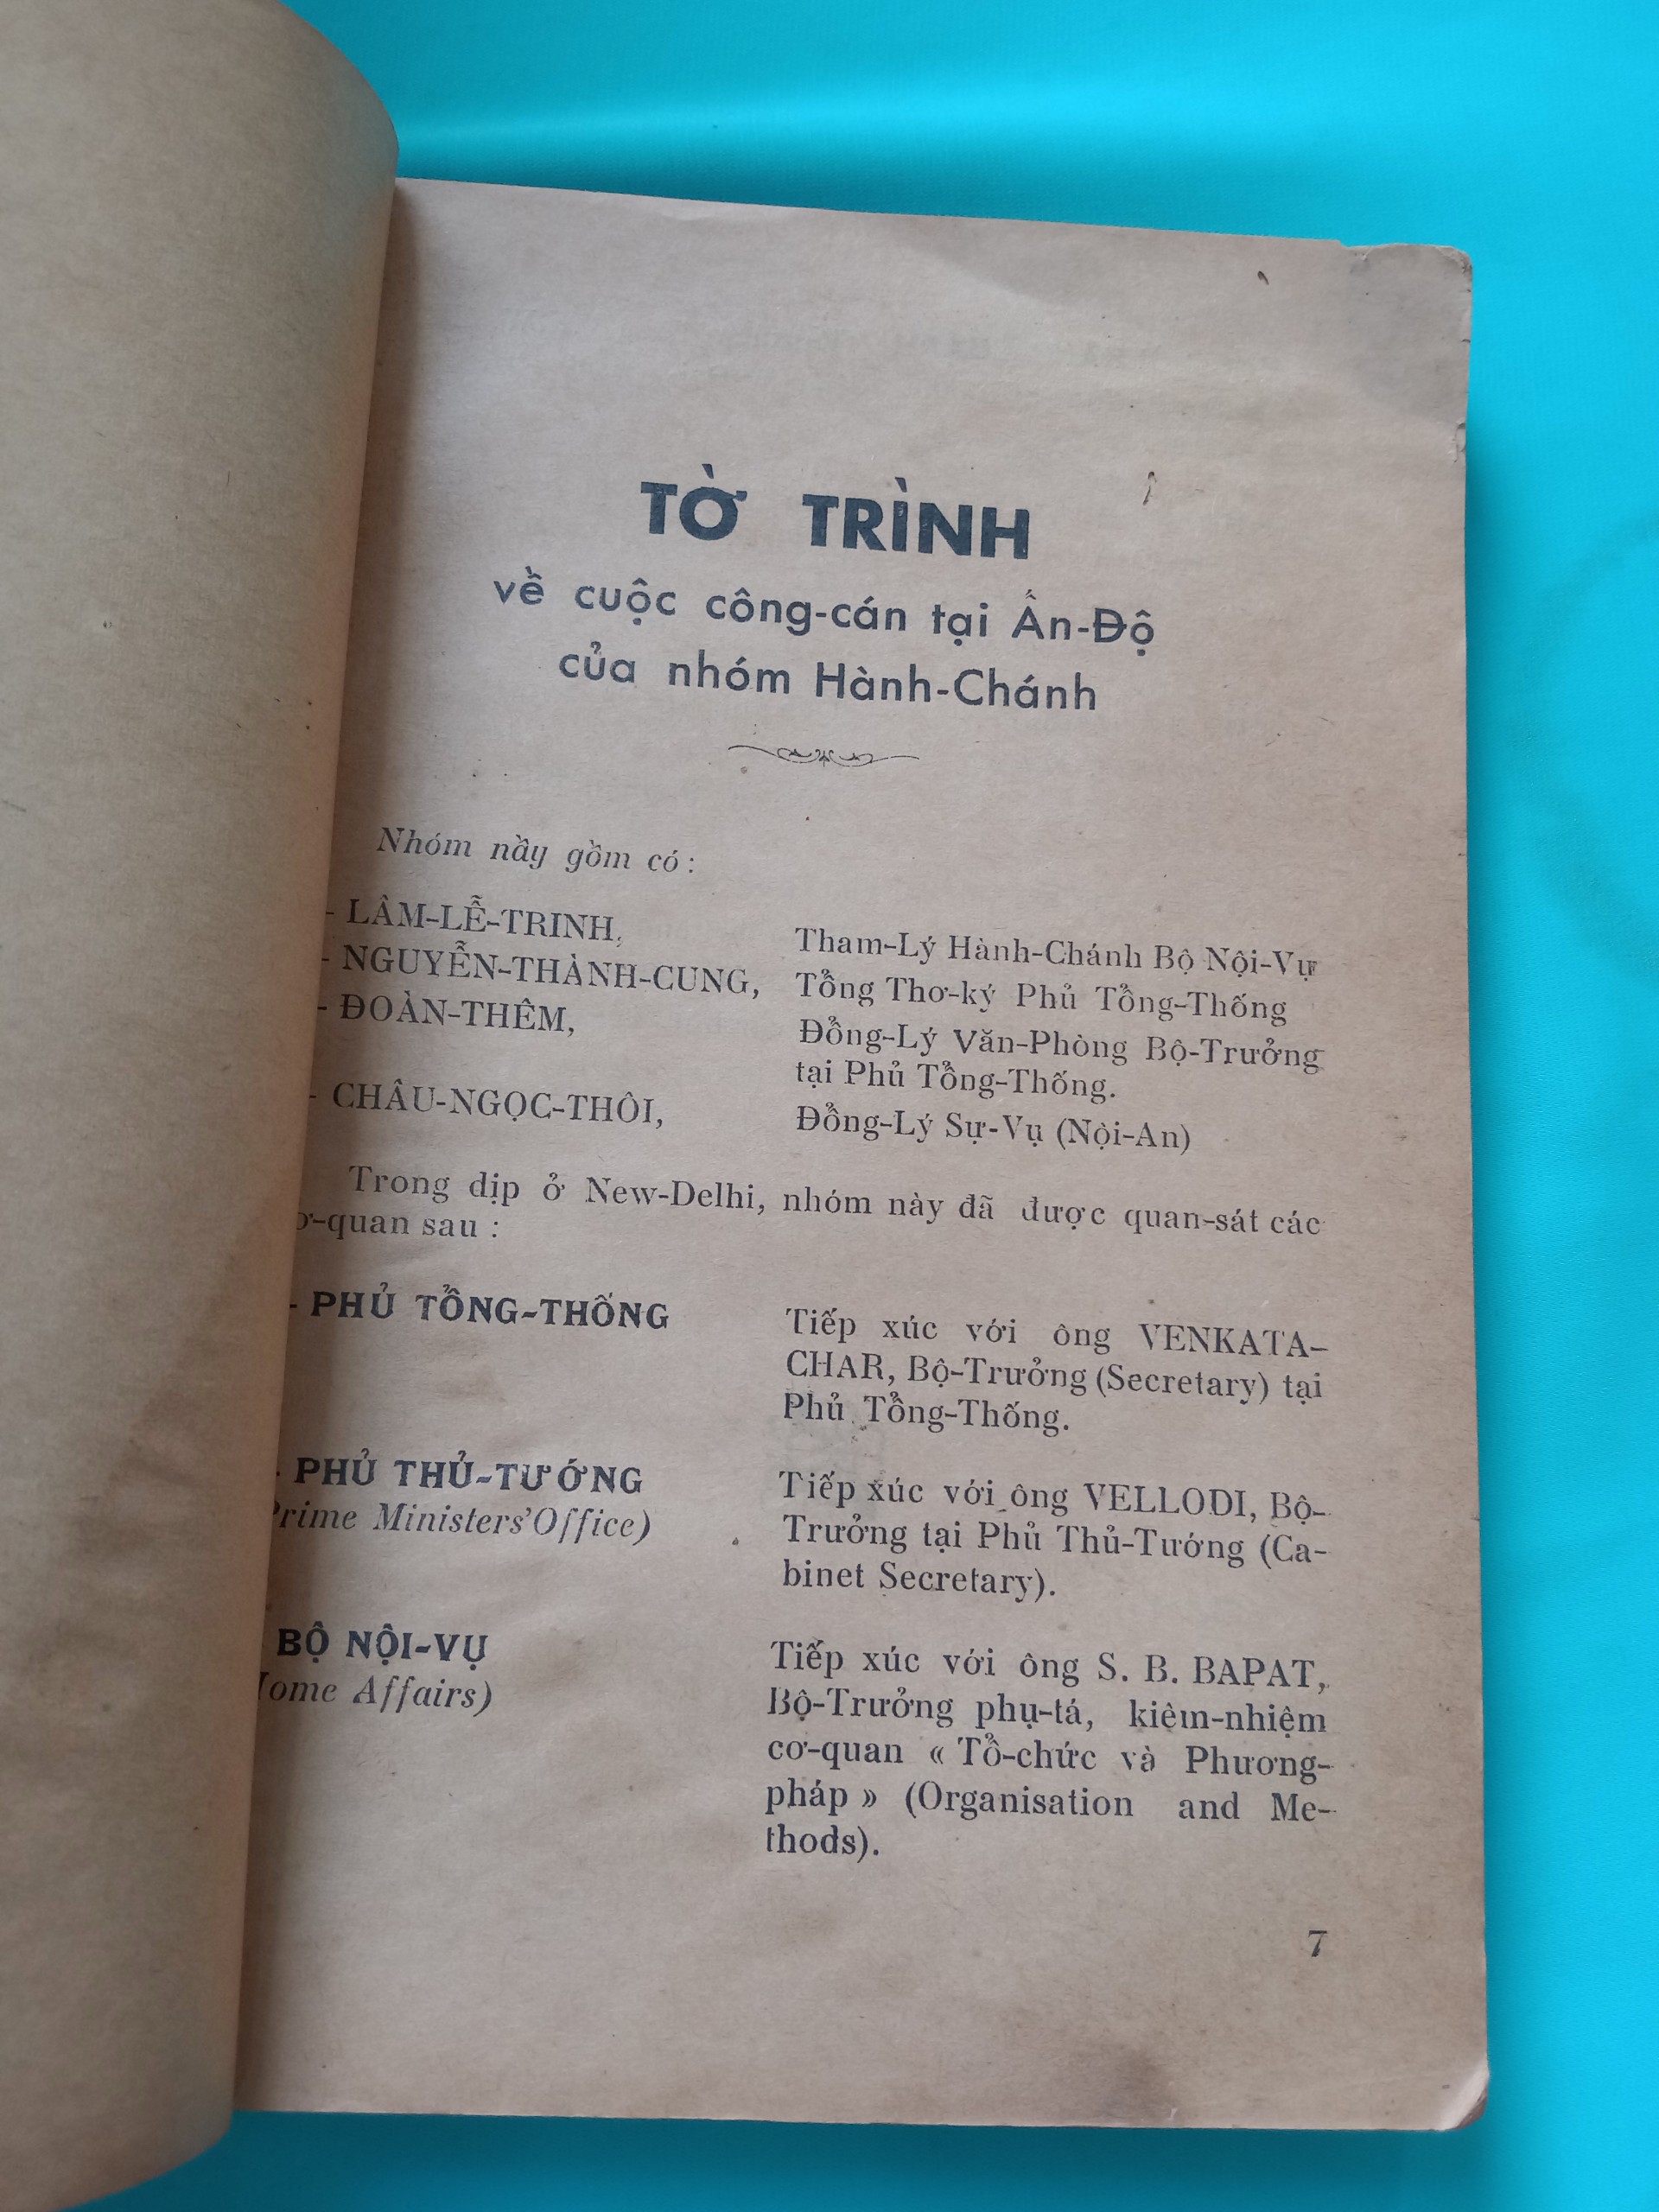 TỜ TRÌNH
về cuộc công-cán tại Ấn-Độ
của nhóm Hành-Chánh
Nhóm nầy gồm có :
- LÂM-LỄ-TRINH, Tham-Lý Hành-Chánh Bộ Nội-Vụ
- NGUYỄN-THÀNH-CUNG, Tổng Thơ-ký Phủ Tổng-Thống
- ĐOÀN-THÊM, Đổng-Lý Văn-Phòng Bộ-Trưởng
tại Phủ Tổng-Thống.
- CHÂU-NGỌC-THÔI, Đổng-Lý Sự-Vụ (Nội-An)
Trong dịp ở New-Delhi, nhóm này đã được quan-sát các
ơ-quan sau :
- PHỦ TỔNG-THỐNG Tiếp xúc với ông VENKATA-
CHAR, Bộ-Trưởng (Secretary) tại
Phủ Tổng-Thống.
- PHỦ THỦ-TƯỚNG Tiếp xúc với ông VELLODI, Bộ-
rime Ministers'Office) Trưởng tại Phủ Thủ-Tướng (Ca-
binet Secretary).
BỘ NỘI-VỤ Tiếp xúc với ông S. B. BAPAT,
ome Affairs) Bộ-Trưởng phụ-tá, kiêm-nhiệm
cơ-quan « Tổ-chức và Phương-
pháp » (Organisation and Me-
thods).
7